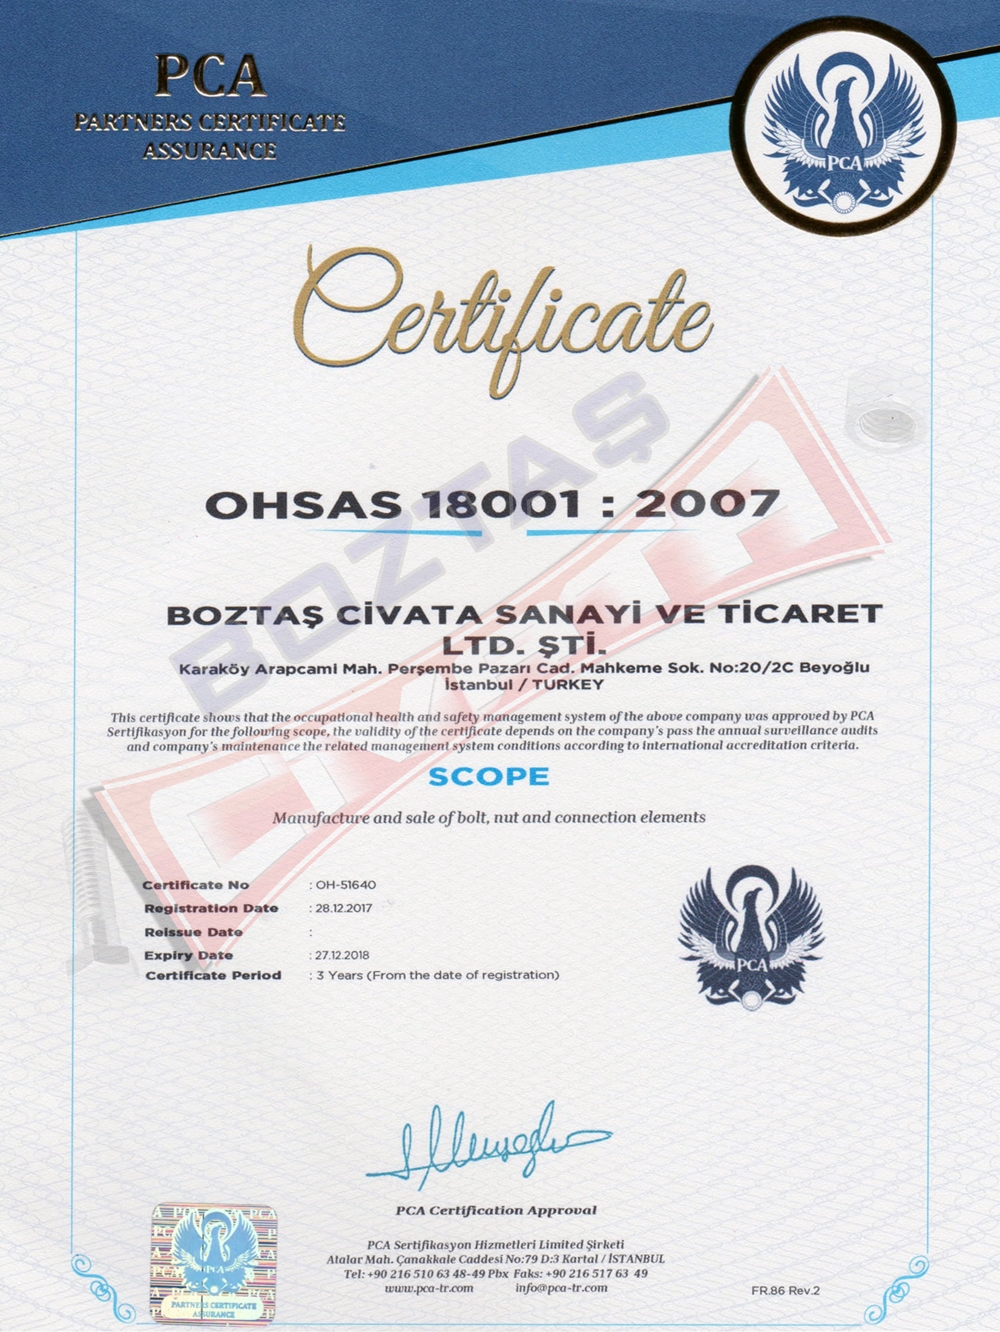 PCA
PARTNERS CERTIFICATE
ASSURANCE
PCA
Certificate
BOZTAŞ
CİVATA
OHSAS 18001 : 2007
BOZTAŞ CİVATA SANAYİ VE TİCARET
LTD. ŞTİ.
Karaköy Arapcami Mah. Perşembe Pazarı Cad. Mahkeme Sok. No:20/2C Beyoğlu
İstanbul / TURKEY
This certificate shows that the occupational health and safety management system of the above company was approved by PCA
Sertifikasyon for the following scope, the validity of the certificate depends on the company's pass the annual surveillance audits
and company's maintenance the related management system conditions according to international accreditation criteria.
SCOPE
Manufacture and sale of bolt, nut and connection elements
Certificate No : OH-51640
Registration Date : 28.12.2017
Reissue Date :
Expiry Date : 27.12.2018
Certificate Period : 3 Years (From the date of registration)
PCA
PCA Certification Approval
PCA Sertifikasyon Hizmetleri Limited Şirketi
Atalar Mah. Çanakkale Caddesi No:79 D:3 Kartal / İSTANBUL
Tel: +90 216 510 63 48-49 Pbx Faks: +90 216 517 63 49
www.pca-tr.com info@pca-tr.com
FR.86 Rev.2
PCA
PARTNERS CERTIFICATE
ASSURANCE